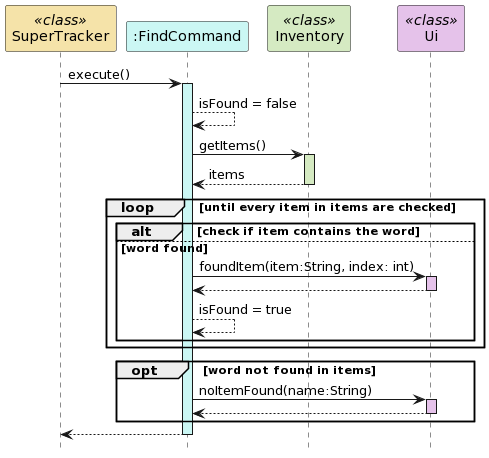 «class»
SuperTracker
:FindCommand
«class»
Inventory
«class»
Ui
execute()
isFound = false
getItems()
items
loop [until every item in items are checked]
alt [check if item contains the word]
[word found]
foundItem(item:String, index: int)
isFound = true
opt [word not found in items]
noItemFound(name:String)